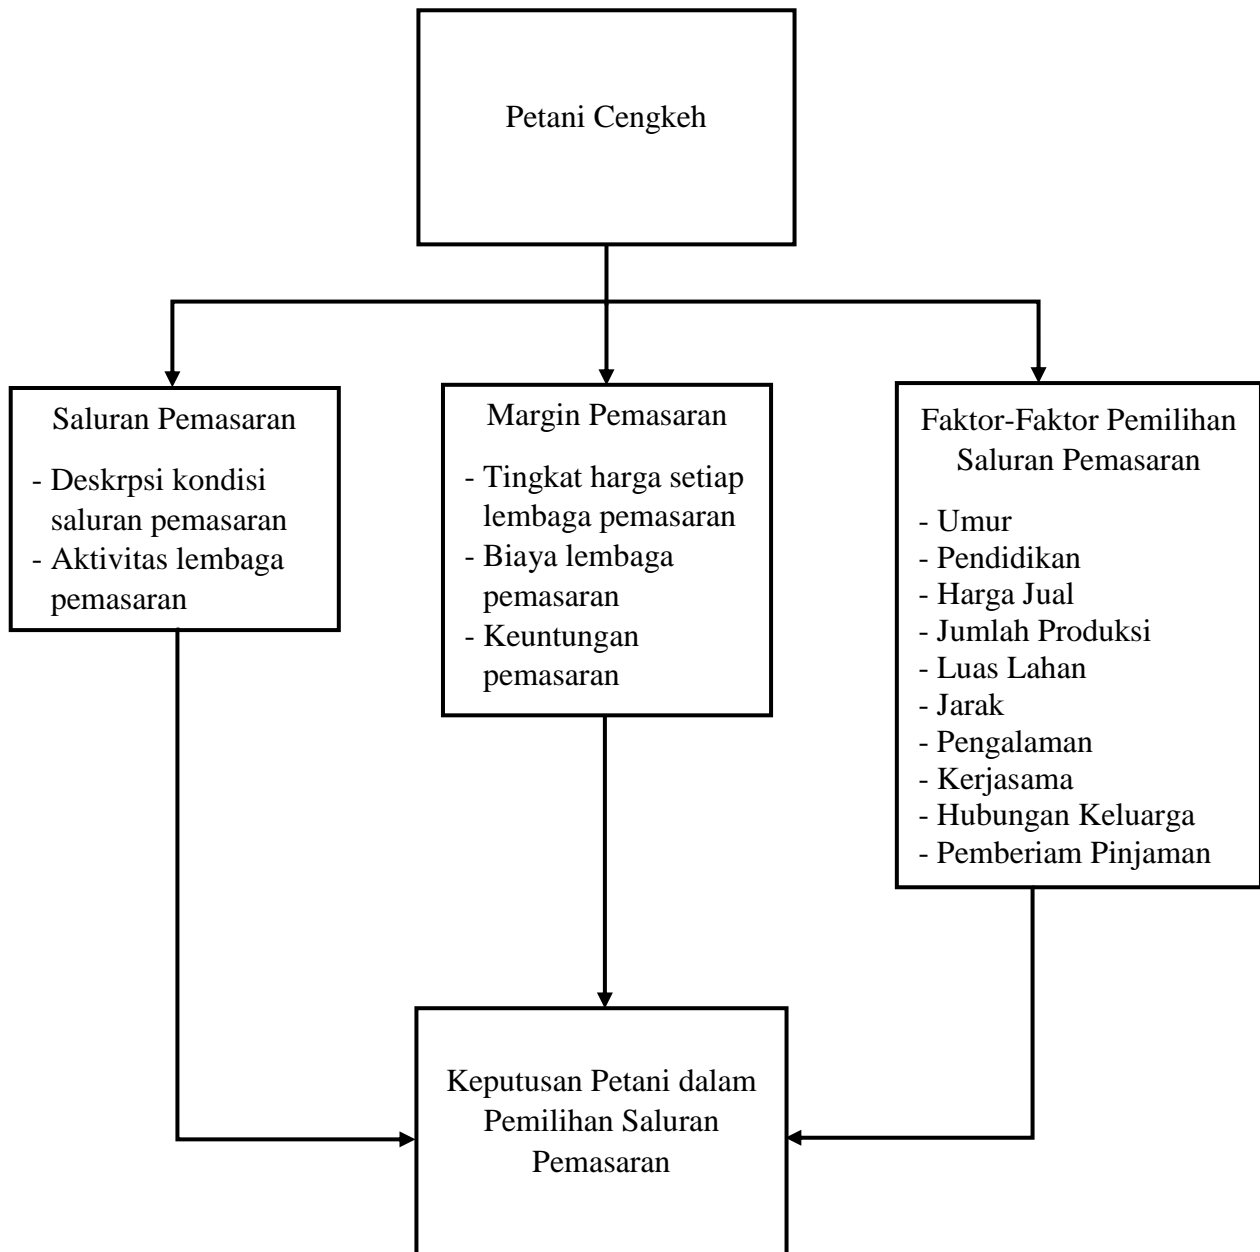 Petani Cengkeh
Saluran Pemasaran
- Deskrpsi kondisi
saluran pemasaran
- Aktivitas lembaga
pemasaran
Margin Pemasaran
- Tingkat harga setiap
lembaga pemasaran
- Biaya lembaga
pemasaran
- Keuntungan
pemasaran
Faktor-Faktor Pemilihan
Saluran Pemasaran
- Umur
- Pendidikan
- Harga Jual
- Jumlah Produksi
- Luas Lahan
- Jarak
- Pengalaman
- Kerjasama
- Hubungan Keluarga
- Pemberiam Pinjaman
Keputusan Petani dalam
Pemilihan Saluran
Pemasaran